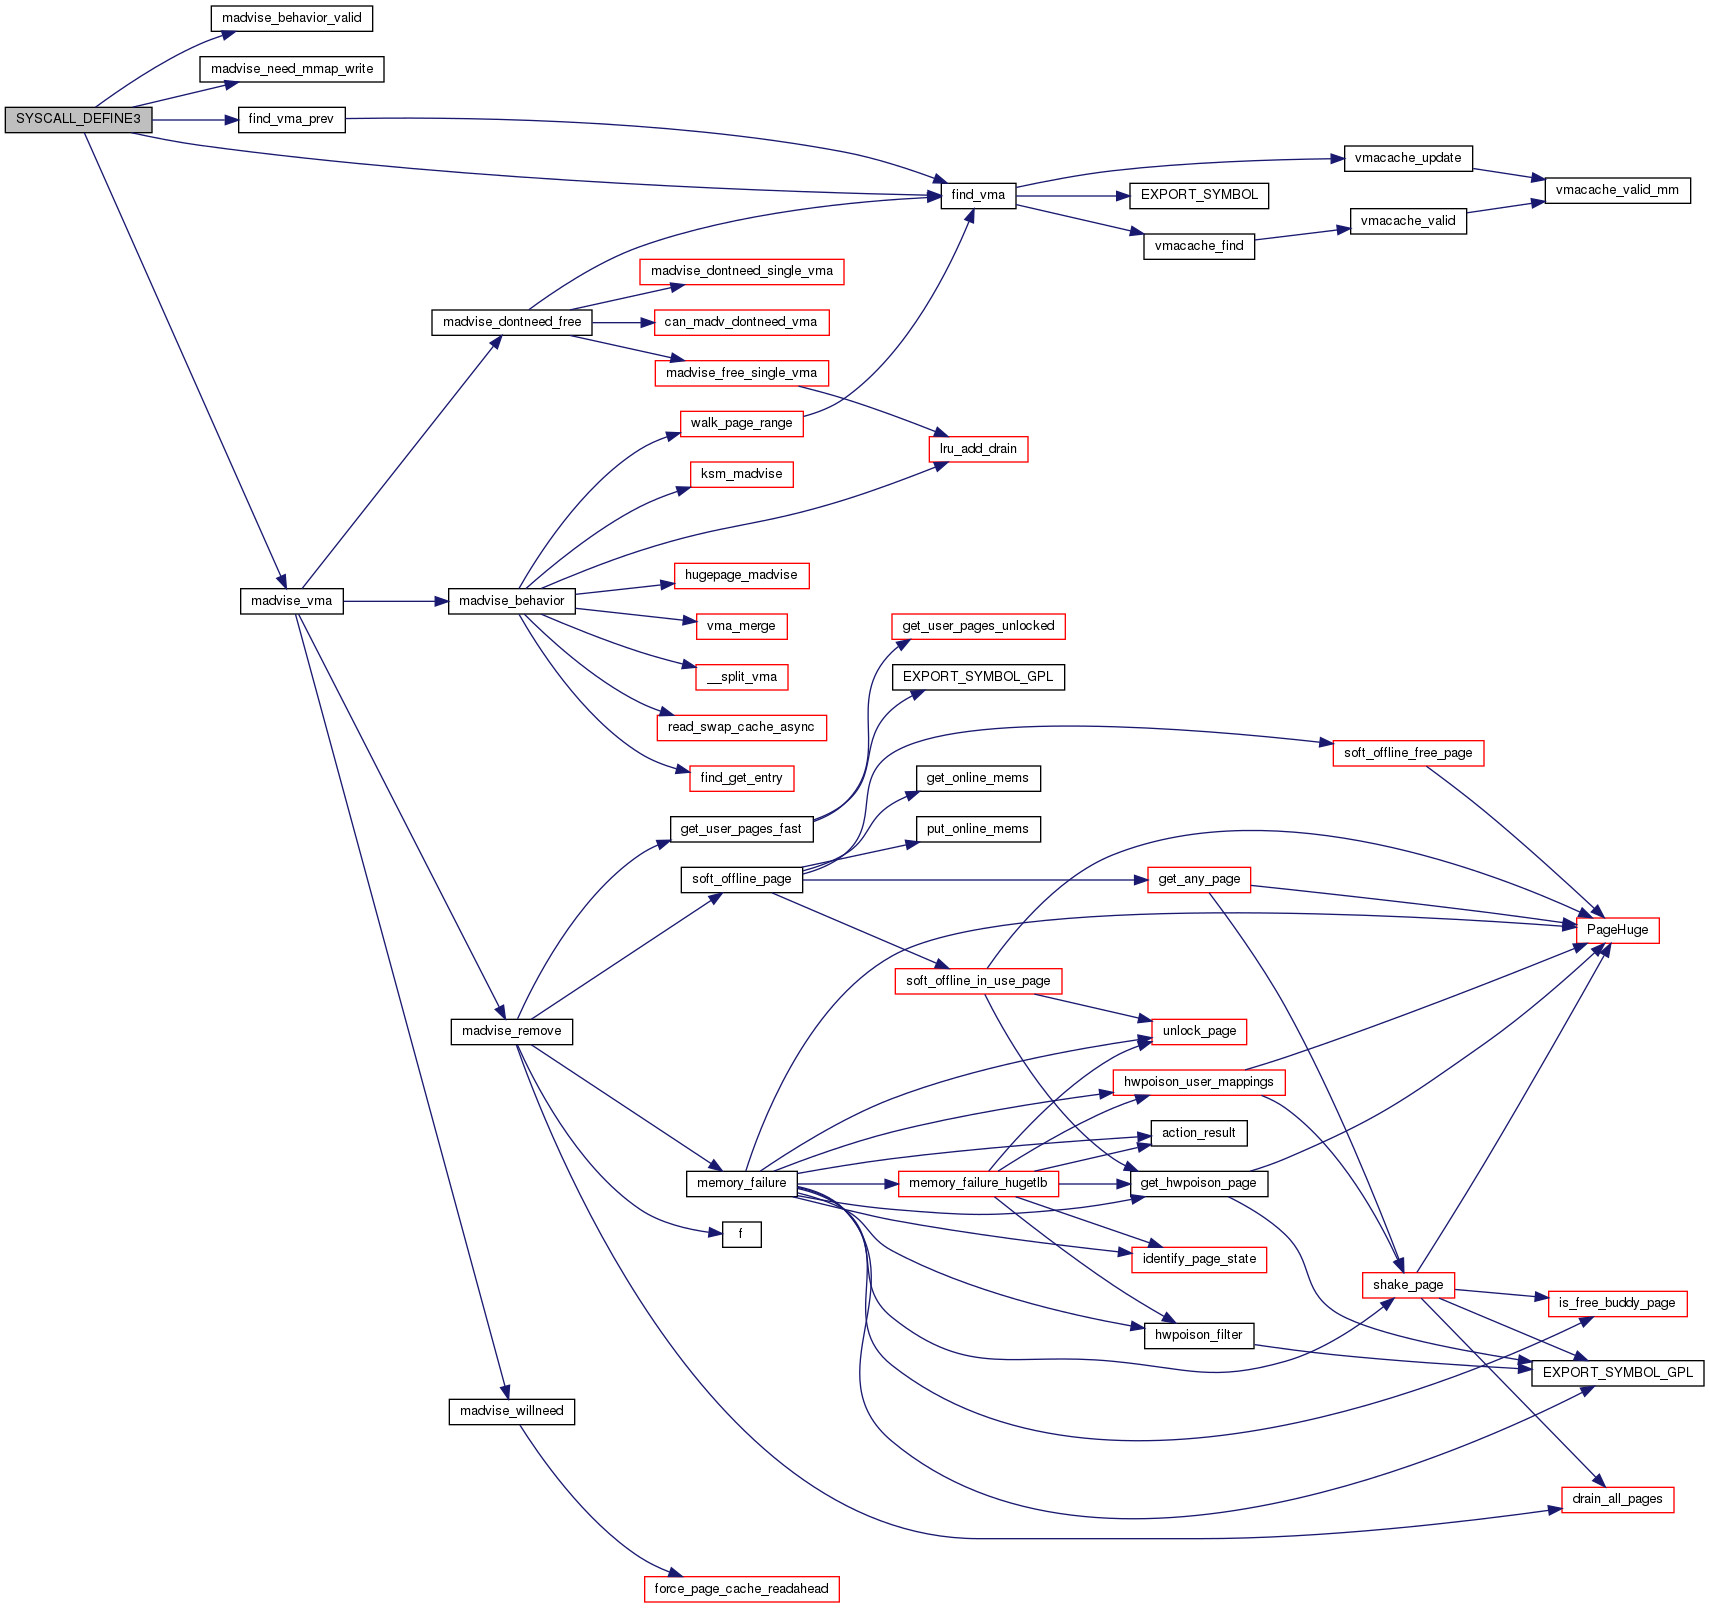 madvise_behavior_valid
madvise_need_mmap_write
SYSCALL_DEFINE3
find_vma_prev
vmacache_update
find_vma
EXPORT_SYMBOL
vmacache_valid_mm
vmacache_valid
vmacache_find
madvise_dontneed_single_vma
madvise_dontneed_free
can_madv_dontneed_vma
madvise_free_single_vma
walk_page_range
lru_add_drain
ksm_madvise
hugepage_madvise
madvise_vma
madvise_behavior
vma_merge
get_user_pages_unlocked
__split_vma
EXPORT_SYMBOL_GPL
read_swap_cache_async
soft_offline_free_page
find_get_entry
get_online_mems
get_user_pages_fast
put_online_mems
soft_offline_page
get_any_page
PageHuge
soft_offline_in_use_page
madvise_remove
unlock_page
hwpoison_user_mappings
action_result
memory_failure
memory_failure_hugetlb
get_hwpoison_page
f
identify_page_state
shake_page
is_free_buddy_page
hwpoison_filter
EXPORT_SYMBOL_GPL
madvise_willneed
drain_all_pages
force_page_cache_readahead